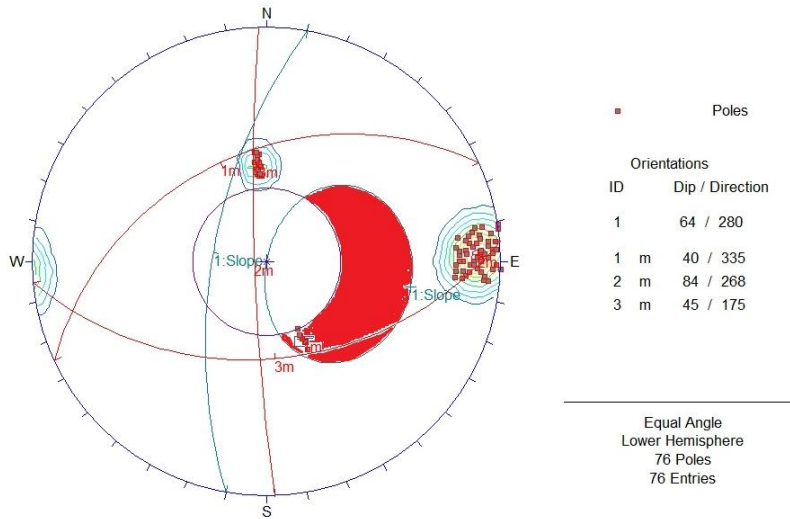 N
Poles
1m
3m
Orientations
ID Dip / Direction
1 64 / 280
W
1:Slope
2m
E
1 m 40 / 335
2 m 84 / 268
3 m 45 / 175
1:Slope
m
3m
Equal Angle
Lower Hemisphere
76 Poles
76 Entries
S